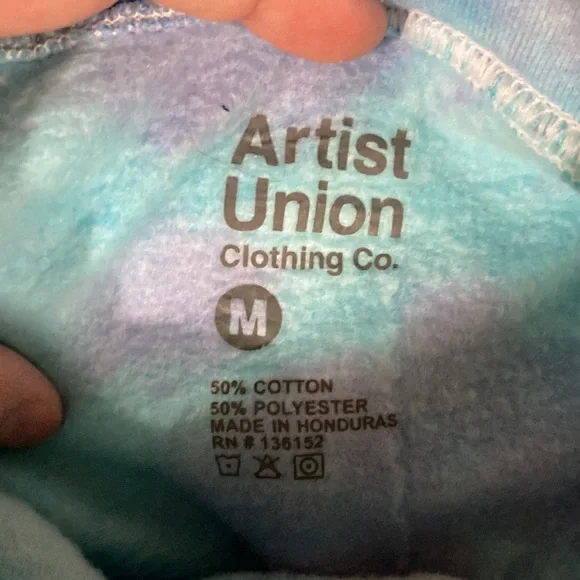 Artist
Union
Clothing Co.
M
50% COTTON
50% POLYESTER
MADE IN HONDURAS
RN # 136152